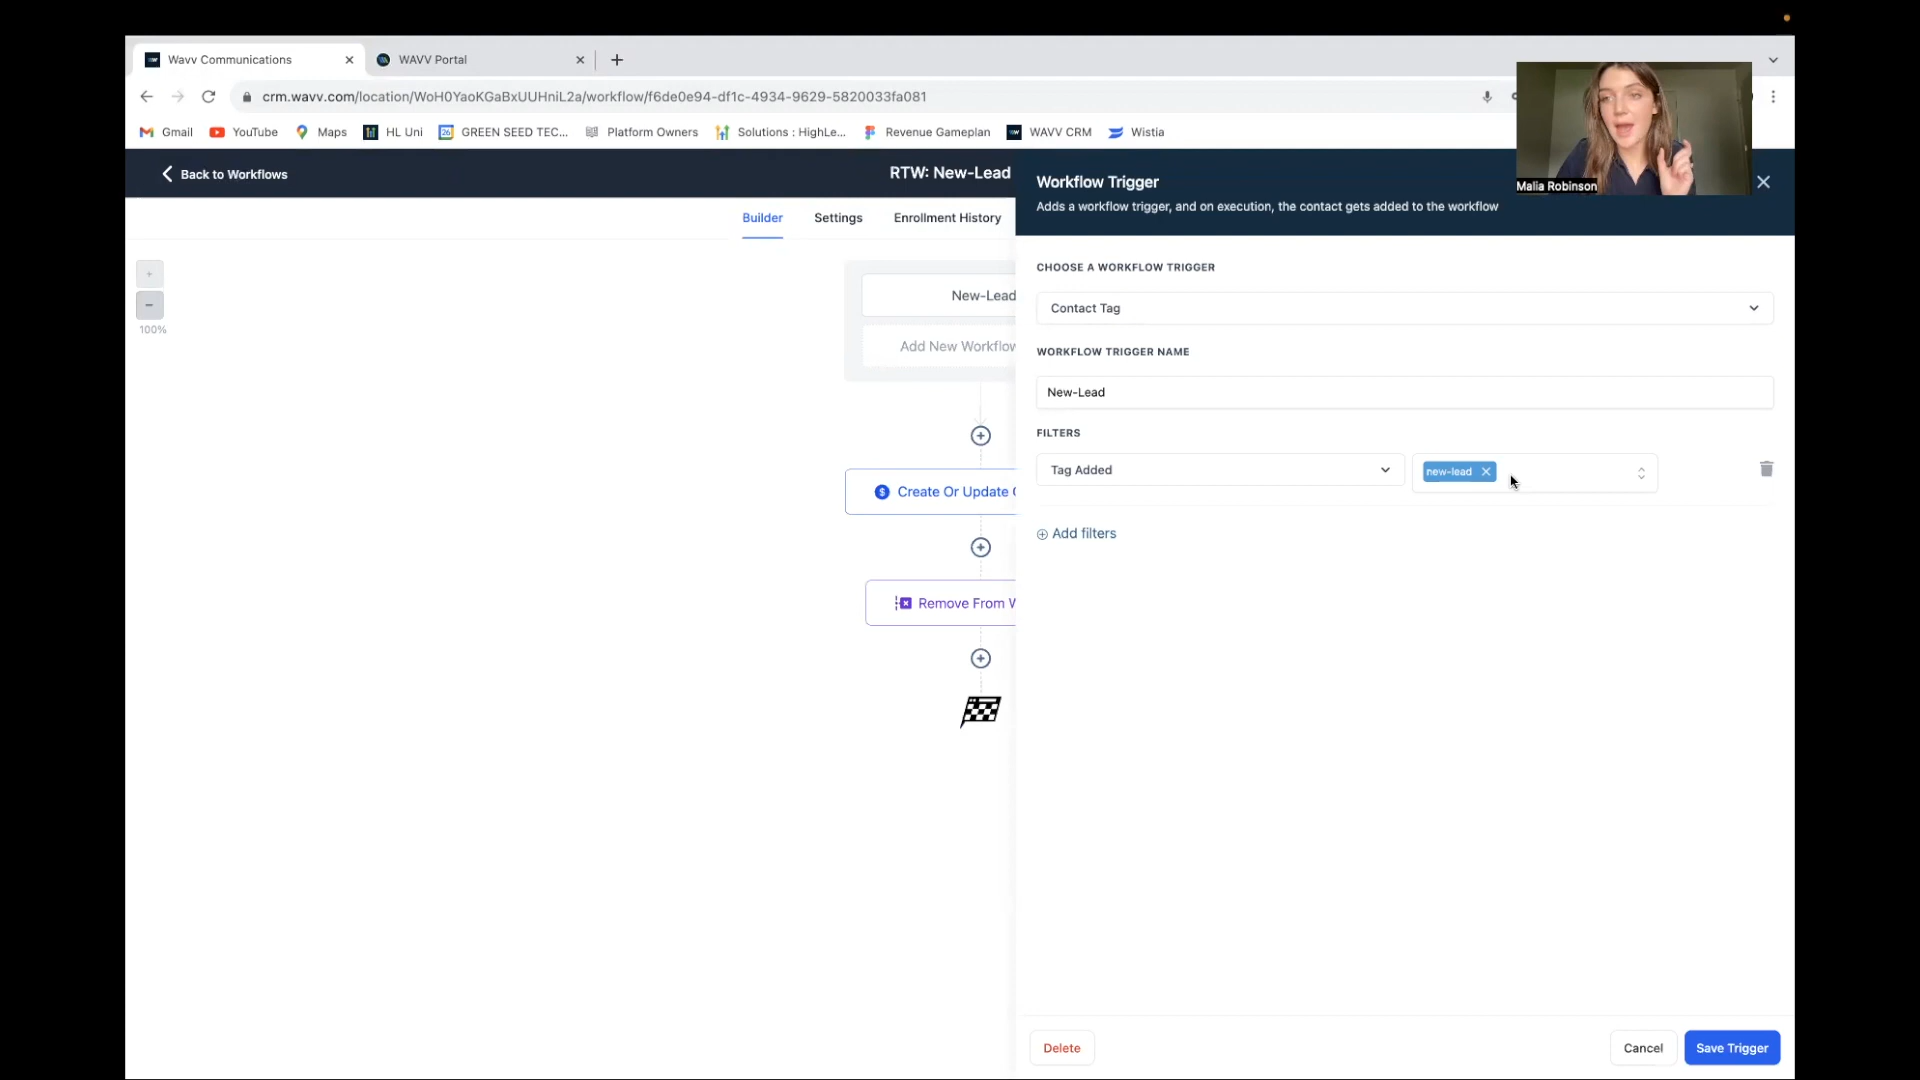 Wavv Communications
WAVV Portal
crm.wavv.com/location/WoH0YaoKGaBxUUHniL2a/workflow/f6de0e94-df1c-4934-9629-5820033fa081
Gmail
YouTube
Maps
HL Uni
GREEN SEED TEC...
Platform Owners
Solutions : HighLe...
Revenue Gameplan
WAVV CRM
Wistia
Malia Robinson
Back to Workflows
RTW: New-Lead
Builder
Settings
Enrollment History
100%
New-Lead
Add New Workflow
Create Or Update
Remove From
Workflow Trigger
Adds a workflow trigger, and on execution, the contact gets added to the workflow
CHOOSE A WORKFLOW TRIGGER
Contact Tag
WORKFLOW TRIGGER NAME
New-Lead
FILTERS
Tag Added
new-lead
Add filters
Delete
Cancel
Save Trigger